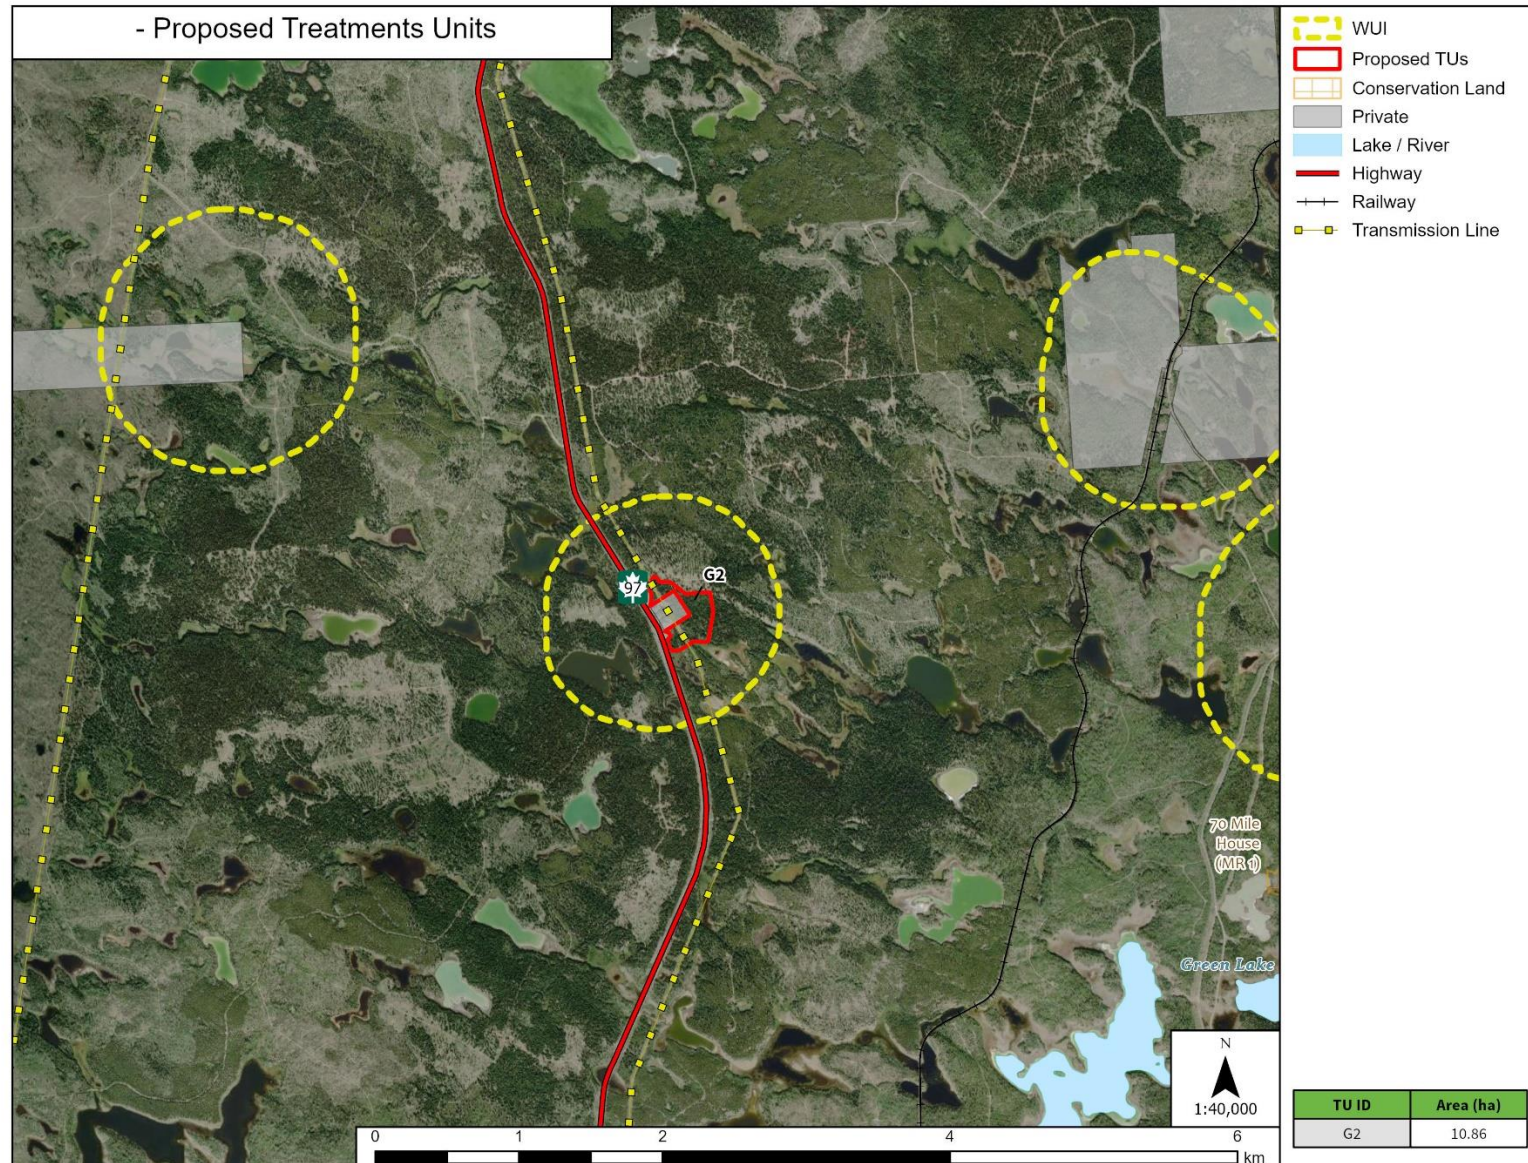 - Proposed Treatments Units
WUI
Proposed TUs
Conservation Land
Private
Lake / River
Highway
Railway
Transmission Line
G2
97
70 Mile
House
(MR 1)
Green Lake
N
1:40,000
0 1 2 4 6
km
TU ID Area (ha)
G2 10.86